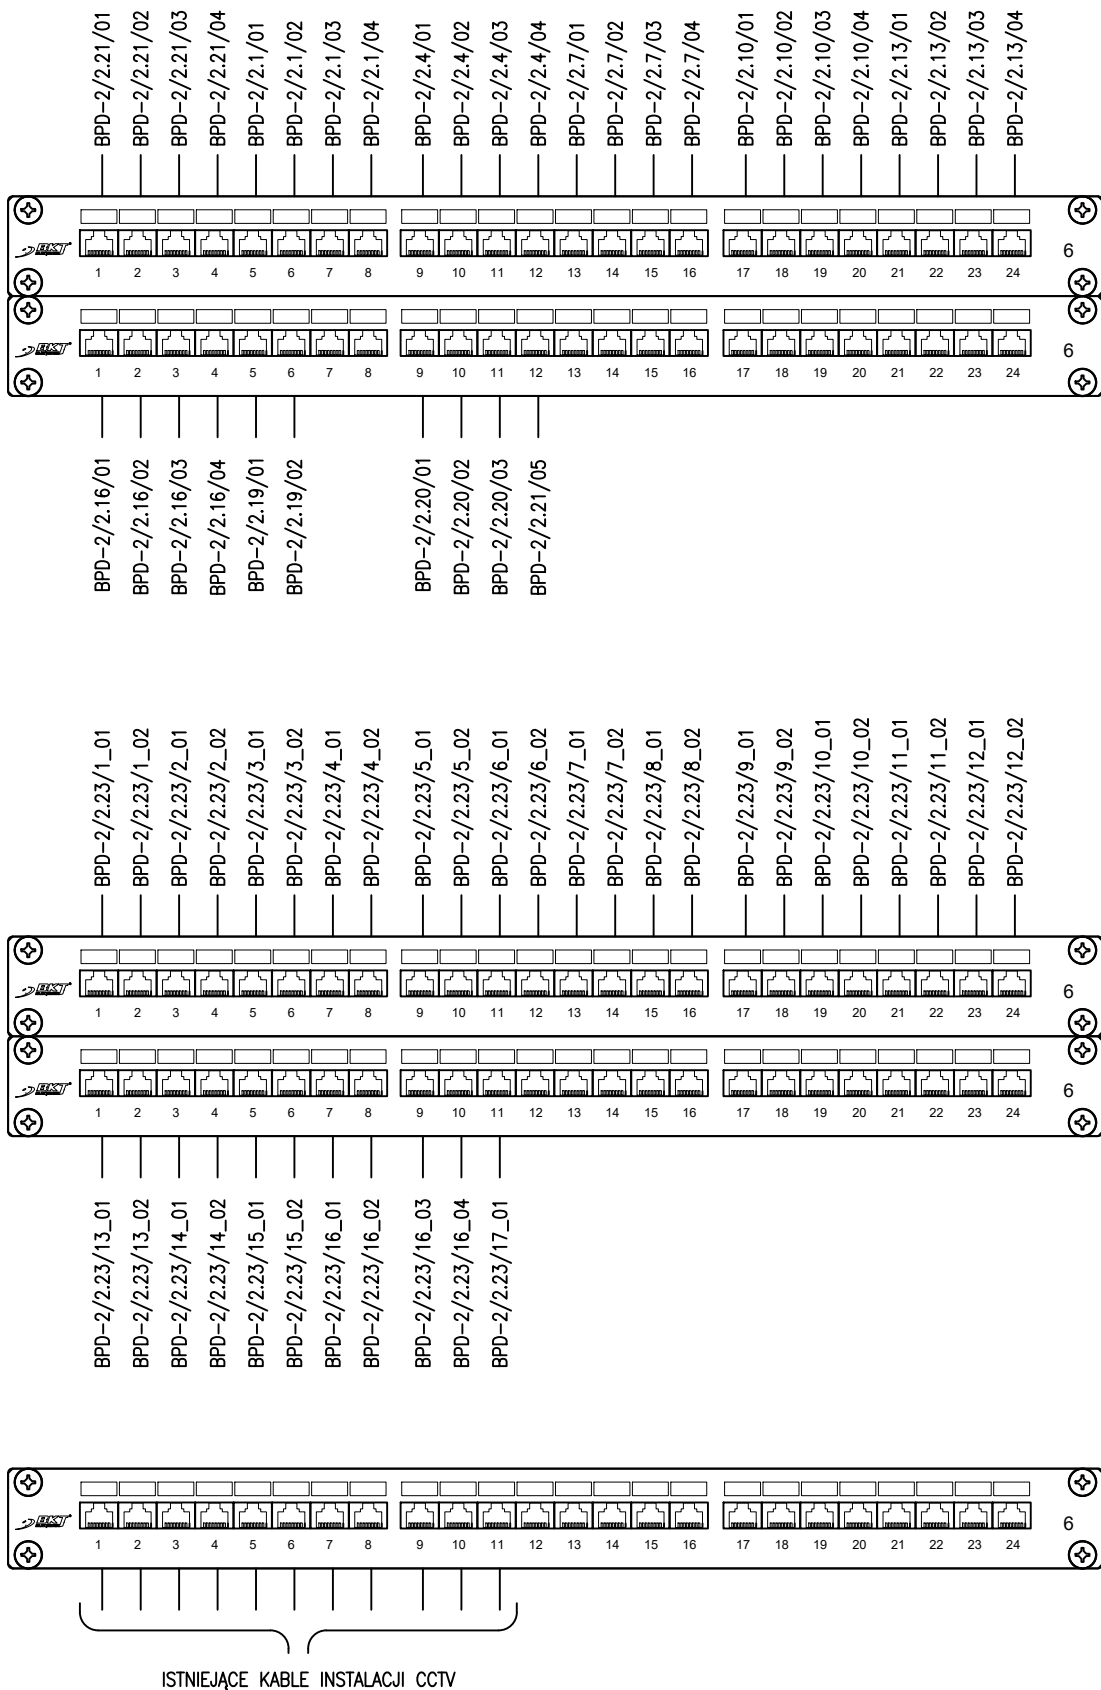 BPD-2/2.21/01
BPD-2/2.21/02
BPD-2/2.21/03
BPD-2/2.21/04
BPD-2/2.1/01
BPD-2/2.1/02
BPD-2/2.1/03
BPD-2/2.1/04
BPD-2/2.4/01
BPD-2/2.4/02
BPD-2/2.4/03
BPD-2/2.4/04
BPD-2/2.7/01
BPD-2/2.7/02
BPD-2/2.7/03
BPD-2/2.7/04
BPD-2/2.10/01
BPD-2/2.10/02
BPD-2/2.10/03
BPD-2/2.10/04
BPD-2/2.13/01
BPD-2/2.13/02
BPD-2/2.13/03
BPD-2/2.13/04
BKT 6
1 2 3 4 5 6 7 8 9 10 11 12 13 14 15 16 17 18 19 20 21 22 23 24
BKT 6
1 2 3 4 5 6 7 8 9 10 11 12 13 14 15 16 17 18 19 20 21 22 23 24
BPD-2/2.16/01
BPD-2/2.16/02
BPD-2/2.16/03
BPD-2/2.16/04
BPD-2/2.19/01
BPD-2/2.19/02
BPD-2/2.20/01
BPD-2/2.20/02
BPD-2/2.20/03
BPD-2/2.21/05
BPD-2/2.23/1_01
BPD-2/2.23/1_02
BPD-2/2.23/2_01
BPD-2/2.23/2_02
BPD-2/2.23/3_01
BPD-2/2.23/3_02
BPD-2/2.23/4_01
BPD-2/2.23/4_02
BPD-2/2.23/5_01
BPD-2/2.23/5_02
BPD-2/2.23/6_01
BPD-2/2.23/6_02
BPD-2/2.23/7_01
BPD-2/2.23/7_02
BPD-2/2.23/8_01
BPD-2/2.23/8_02
BPD-2/2.23/9_01
BPD-2/2.23/9_02
BPD-2/2.23/10_01
BPD-2/2.23/10_02
BPD-2/2.23/11_01
BPD-2/2.23/11_02
BPD-2/2.23/12_01
BPD-2/2.23/12_02
BKT 6
1 2 3 4 5 6 7 8 9 10 11 12 13 14 15 16 17 18 19 20 21 22 23 24
BKT 6
1 2 3 4 5 6 7 8 9 10 11 12 13 14 15 16 17 18 19 20 21 22 23 24
BPD-2/2.23/13_01
BPD-2/2.23/13_02
BPD-2/2.23/14_01
BPD-2/2.23/14_02
BPD-2/2.23/15_01
BPD-2/2.23/15_02
BPD-2/2.23/16_01
BPD-2/2.23/16_02
BPD-2/2.23/16_03
BPD-2/2.23/16_04
BPD-2/2.23/17_01
BKT 6
1 2 3 4 5 6 7 8 9 10 11 12 13 14 15 16 17 18 19 20 21 22 23 24
ISTNIEJĄCE KABLE INSTALACJI CCTV